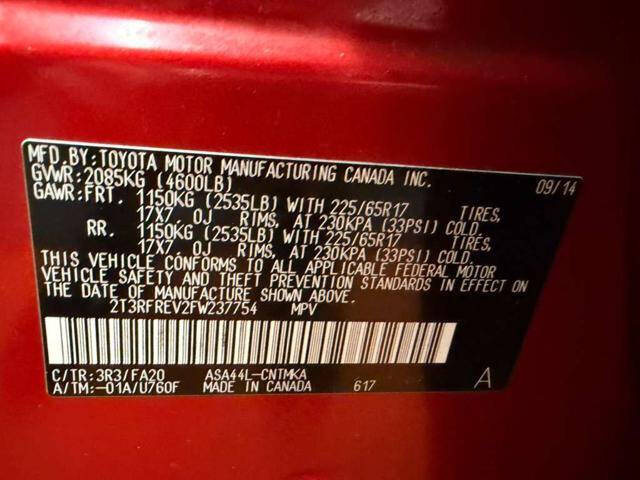 MFD.BY:TOYOTA MOTOR MANUFACTURING CANADA INC.
GVWR:2085KG (4600LB) 09/14
GAWR:FRT. 1150KG (2535LB) WITH 225/65R17 TIRES,
17X7 0J RIMS, AT 230KPA (33PSI) COLD.
RR. 1150KG (2535LB) WITH 225/65R17 TIRES,
17X7 0J RIMS, AT 230KPA (33PSI) COLD.
THIS VEHICLE CONFORMS TO ALL APPLICABLE FEDERAL MOTOR
VEHICLE SAFETY AND THEFT PREVENTION STANDARDS IN EFFECT ON
THE DATE OF MANUFACTURE SHOWN ABOVE.
2T3RFREV2FW237754 MPV
C/TR:3R3/FA20 ASA44L-CNTMKA
A/TM:-01A/U760F MADE IN CANADA 617 A